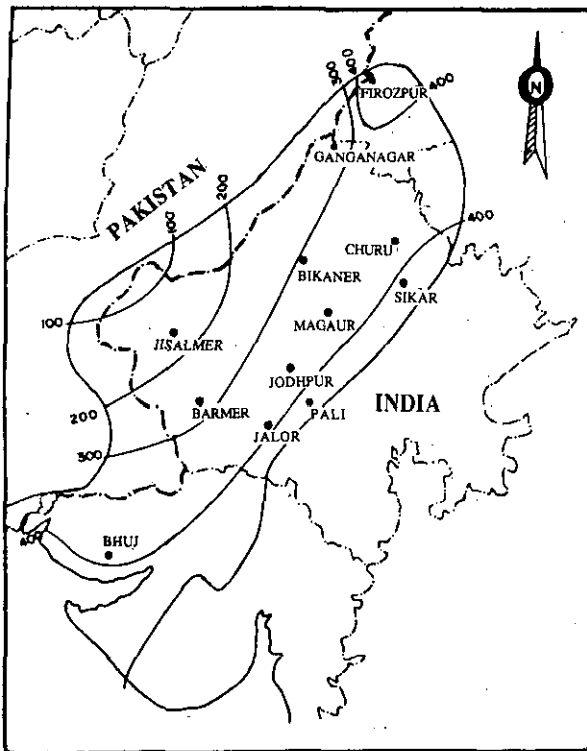 300
400
400
FIROZPUR
N
GANGANAGAR
PAKISTAN
200
100
400
CHURU
BIKANER
SIKAR
100
MAGAUR
JISALMER
JODHPUR
200
BARMER
PALI
INDIA
JALOR
300
400
BHUJ